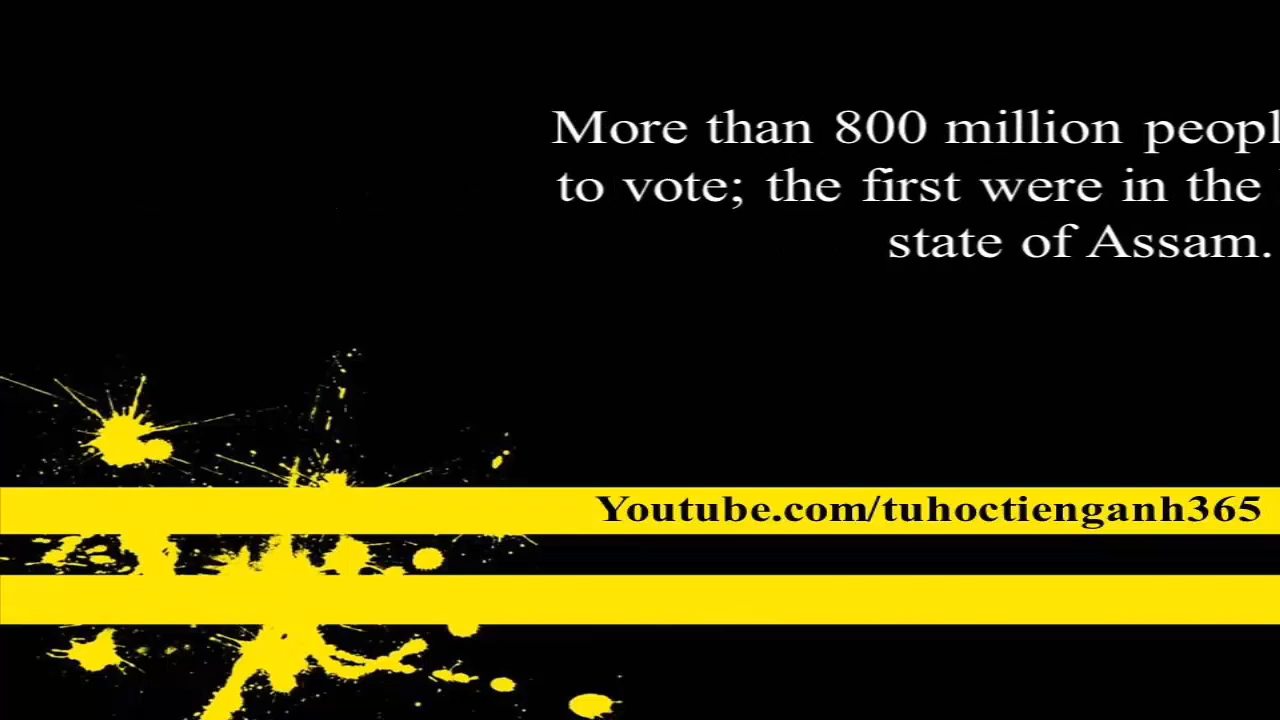 More than 800 million peopl
to vote; the first were in the
state of Assam.
Youtube.com/tuhoctienganh365